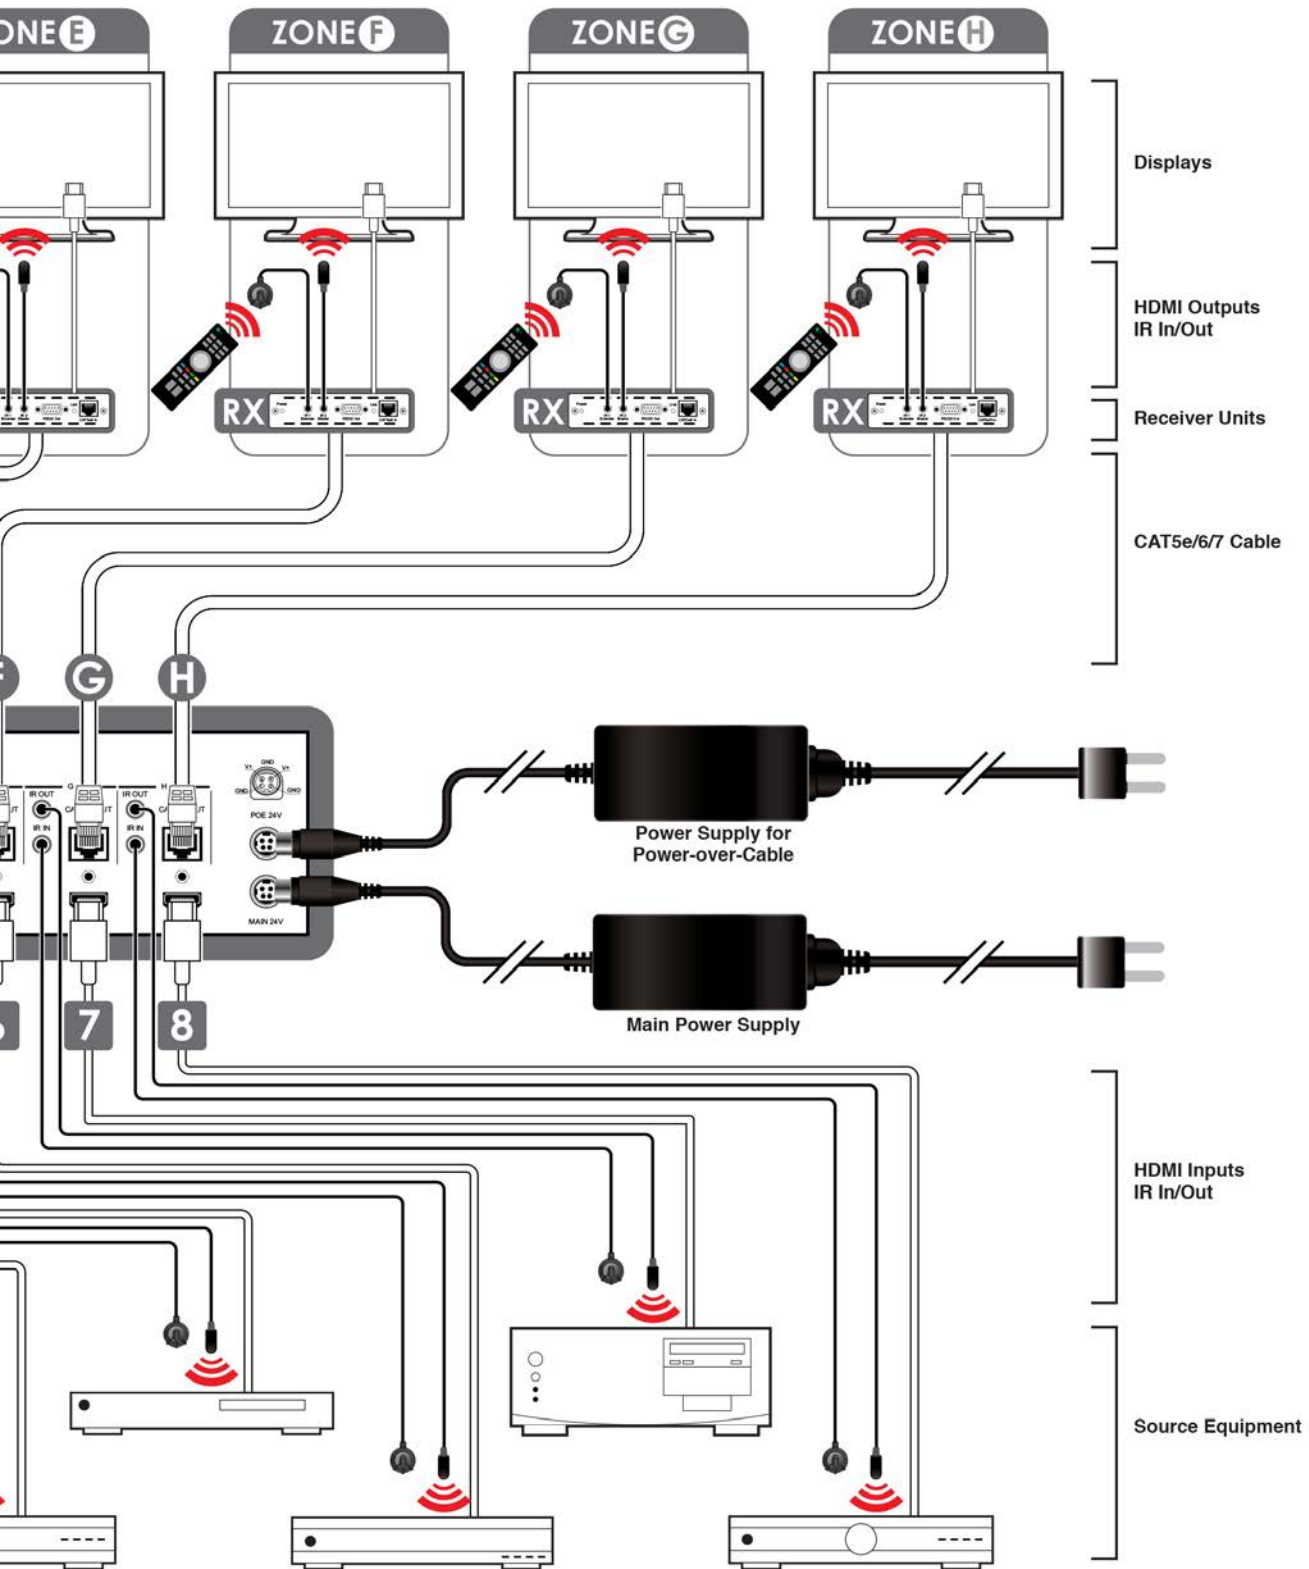 ONE E
ZONE F
ZONE G
ZONE H
Displays
HDMI Outputs
IR In/Out
RX
RX
RX
Receiver Units
CAT5e/6/7 Cable
F
G
H
GND
V+
V+
GND
GND
IR OUT
G
IR OUT
H
POE 24V
IR IN
IR IN
Power Supply for
Power-over-Cable
MAIN 24V
Main Power Supply
7
8
HDMI Inputs
IR In/Out
Source Equipment